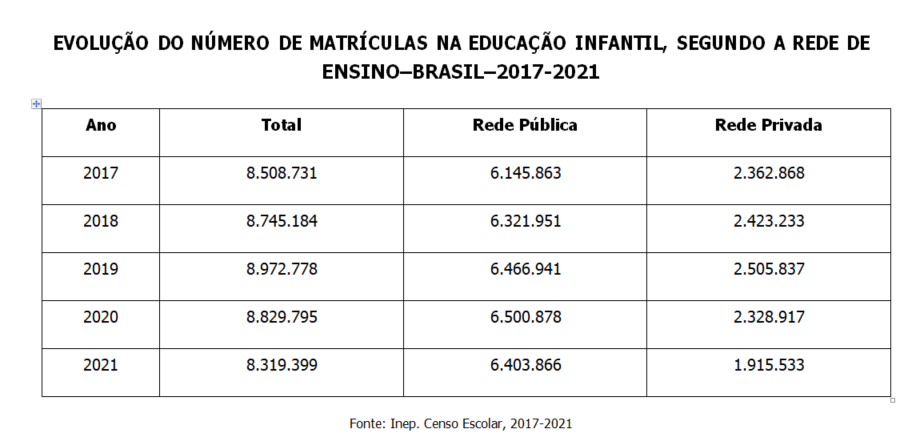 EVOLUÇÃO DO NÚMERO DE MATRÍCULAS NA EDUCAÇÃO INFANTIL, SEGUNDO A REDE DE
ENSINO–BRASIL–2017-2021
Ano Total Rede Pública Rede Privada
2017 8.508.731 6.145.863 2.362.868
2018 8.745.184 6.321.951 2.423.233
2019 8.972.778 6.466.941 2.505.837
2020 8.829.795 6.500.878 2.328.917
2021 8.319.399 6.403.866 1.915.533
Fonte: Inep. Censo Escolar, 2017-2021